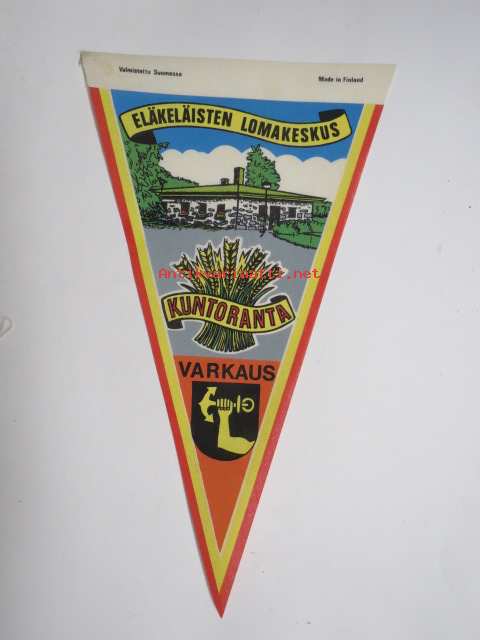 Valmistettu Suomessa
Made in Finland
ELÄKELÄISTEN LOMAKESKUS
Antikvariaatti.net
KUNTORANTA
VARKAUS